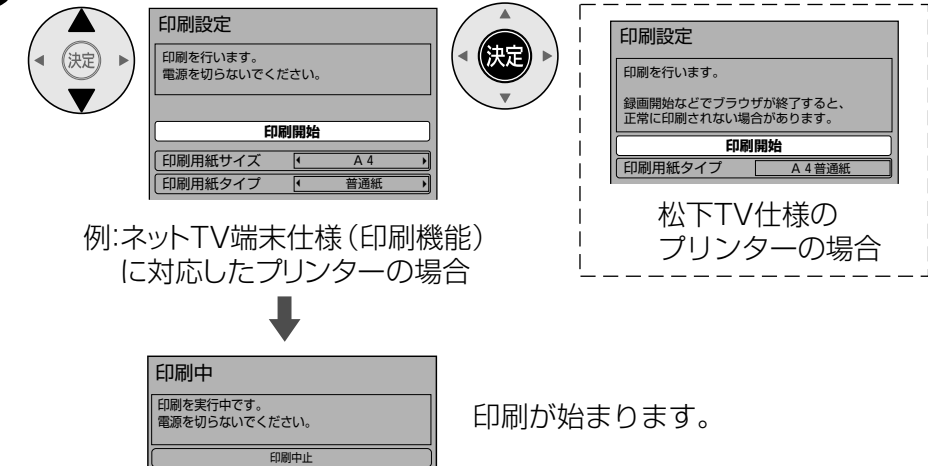 決定
印刷設定
印刷を行います。
電源を切らないでください。
印刷開始
印刷用紙サイズ A4
印刷用紙タイプ 普通紙
決定
例:ネットTV端末仕様(印刷機能)
に対応したプリンターの場合
印刷設定
印刷を行います。
録画開始などでブラウザが終了すると、
正常に印刷されない場合があります。
印刷開始
印刷用紙タイプ A4普通紙
松下TV仕様の
プリンターの場合
印刷中
印刷を実行中です。
電源を切らないでください。
印刷中止
印刷が始まります。